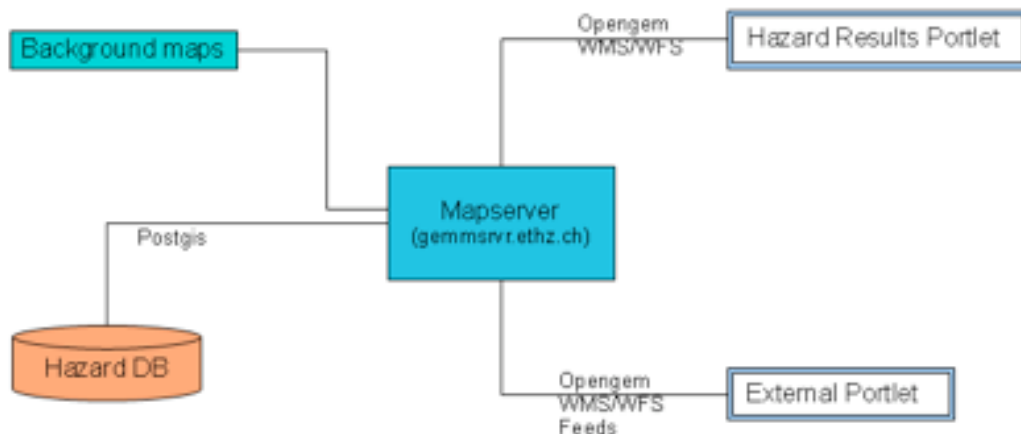 Background maps
Opengem
WMS/WFS
Hazard Results Portlet
Mapserver
(gemmsrvr.ethz.ch)
Postgis
Hazard DB
Opengem
WMS/WFS
Feeds
External Portlet